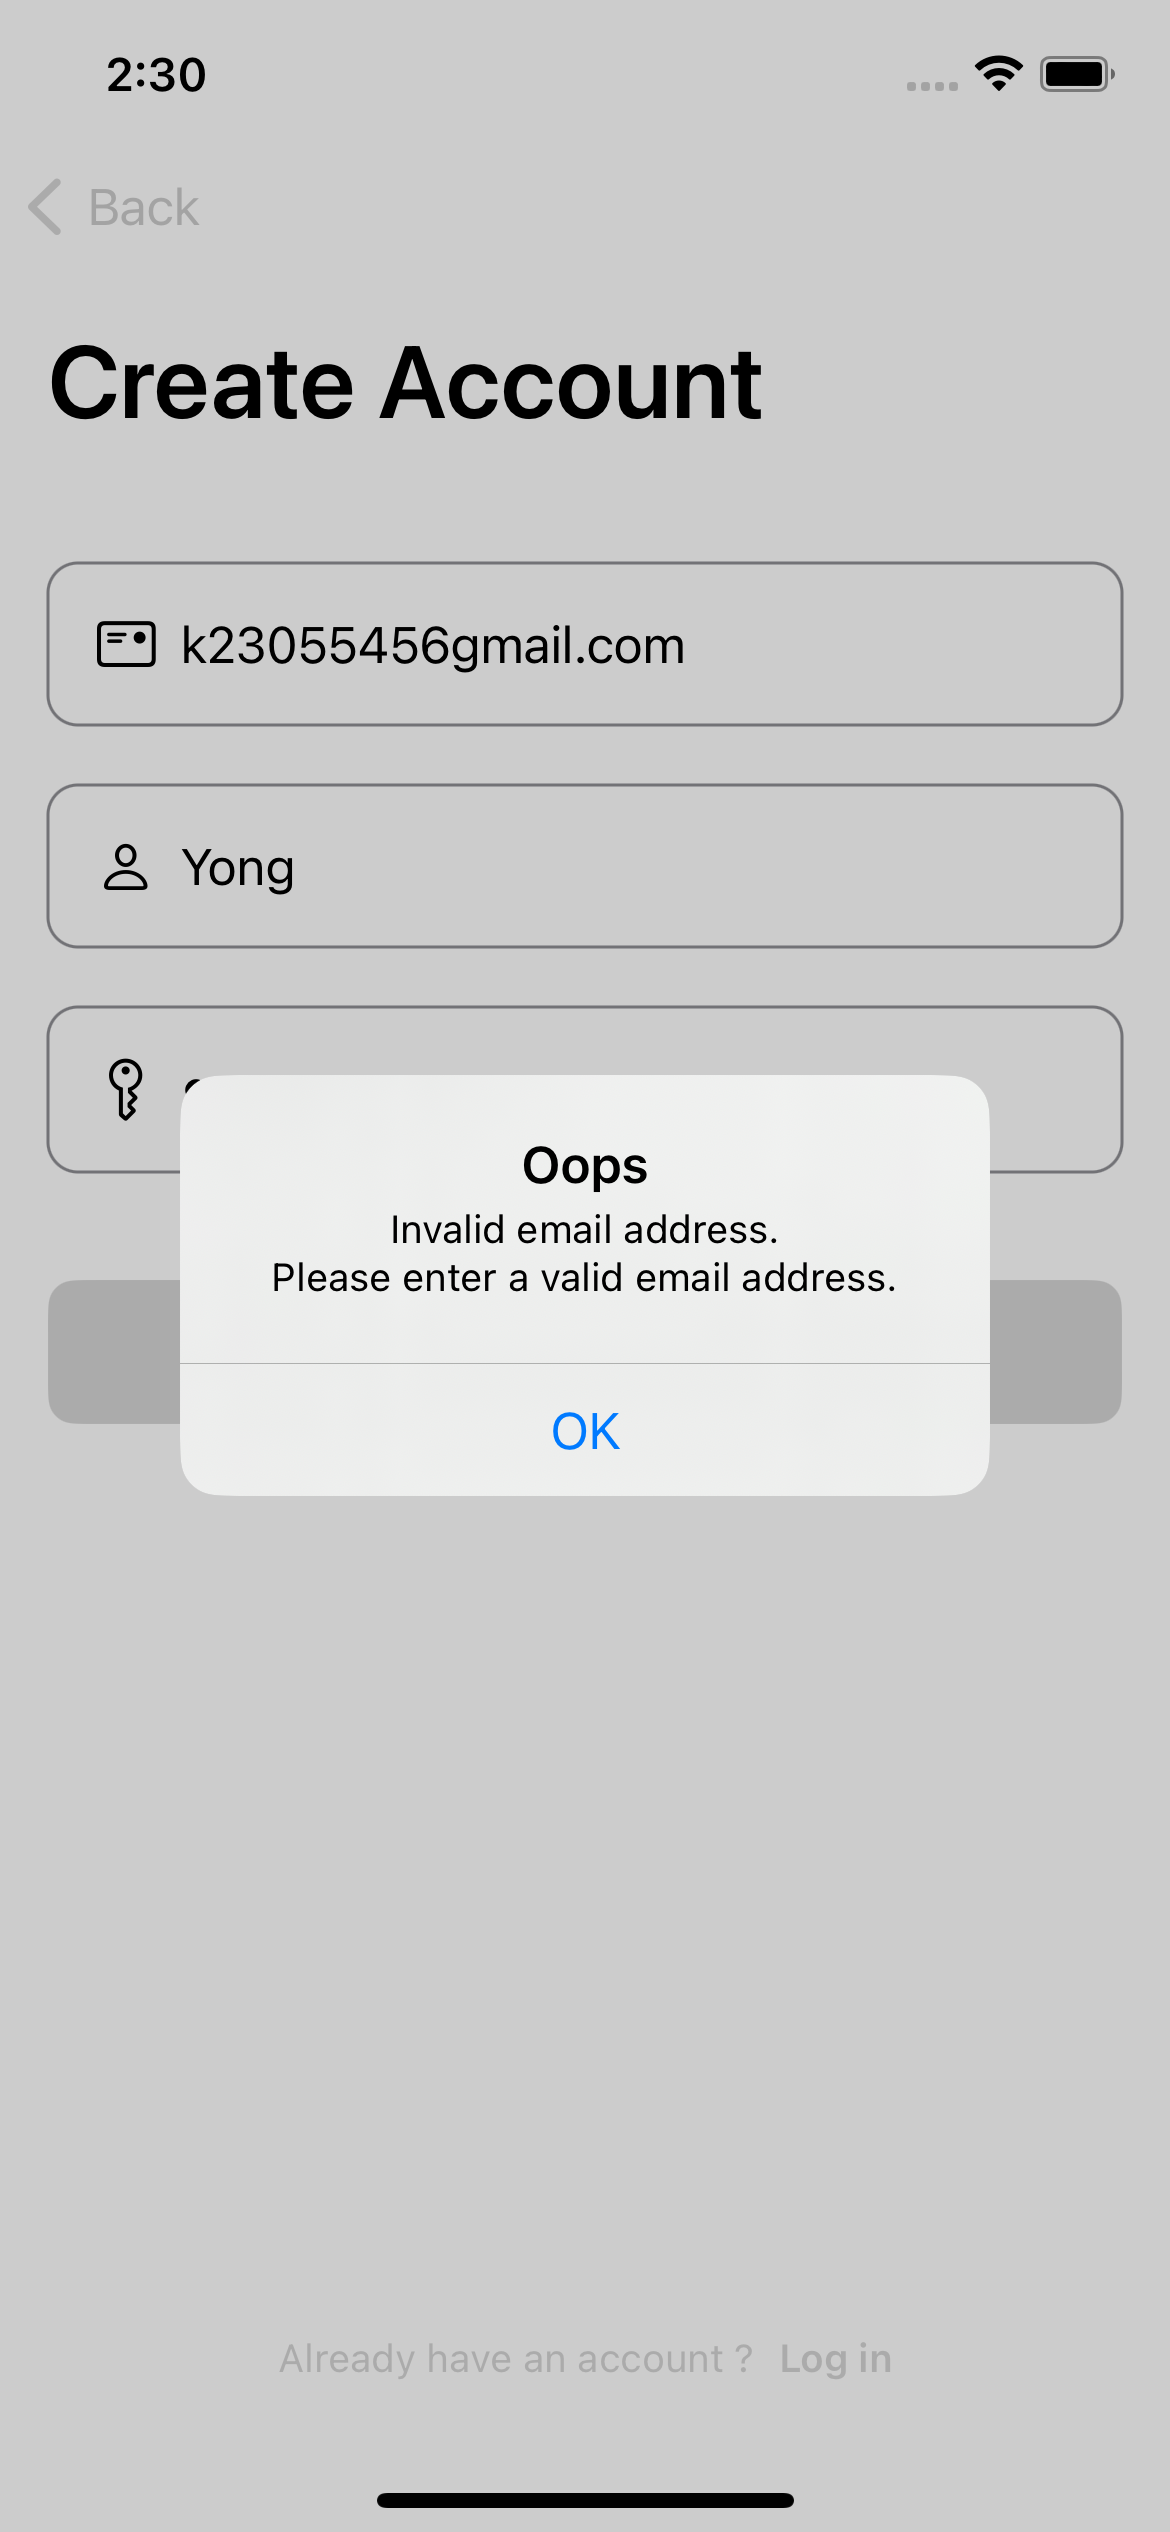 2:30
Back
Create Account
k23055456gmail.com
Yong
Oops
Invalid email address.
Please enter a valid email address.
OK
Already have an account ? Log in